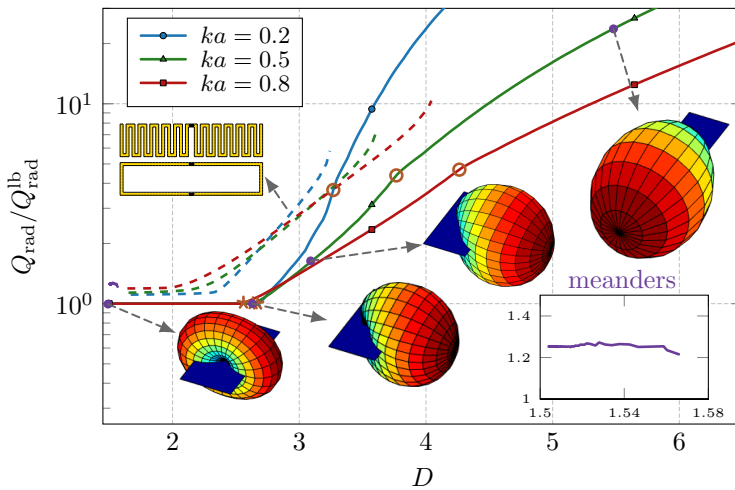 ka = 0.2
ka = 0.5
ka = 0.8
Q_rad/Q_rad^lb
10^1
10^0
meanders
1.4
1.2
1
1.5
1.54
1.58
2
3
4
5
6
D